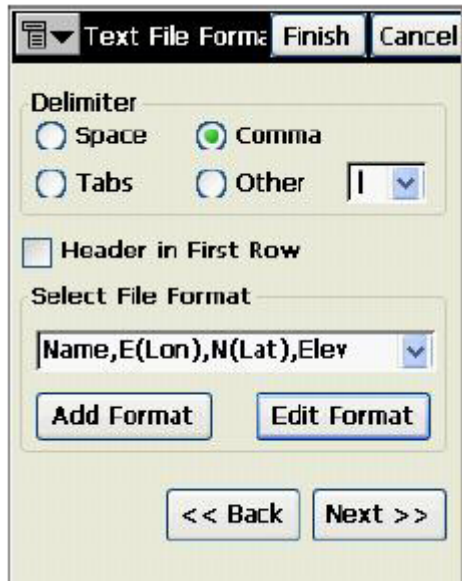 Text File Forma Finish Cancel
Delimiter
Space Comma
Tabs Other |
Header in First Row
Select File Format
Name,E(Lon),N(Lat),Elev
Add Format Edit Format
<< Back Next >>